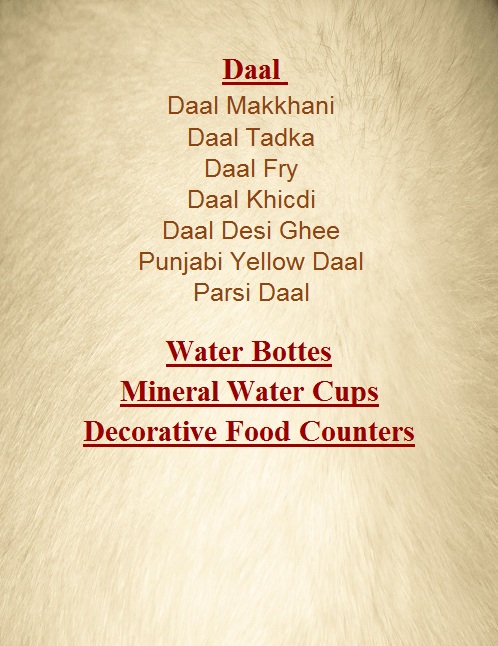 Daal
Daal Makkhani
Daal Tadka
Daal Fry
Daal Khicdi
Daal Desi Ghee
Punjabi Yellow Daal
Parsi Daal
Water Bottes
Mineral Water Cups
Decorative Food Counters